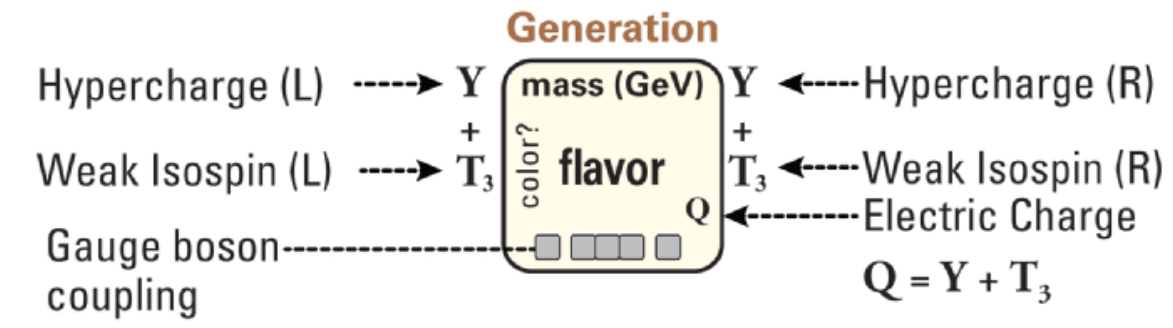 Generation
Hypercharge (L) Y mass (GeV) Y Hypercharge (R)
+ +
Weak Isospin (L) T₃ color? flavor T₃ Weak Isospin (R)
Q Electric Charge
Gauge boson
coupling
Q = Y + T₃